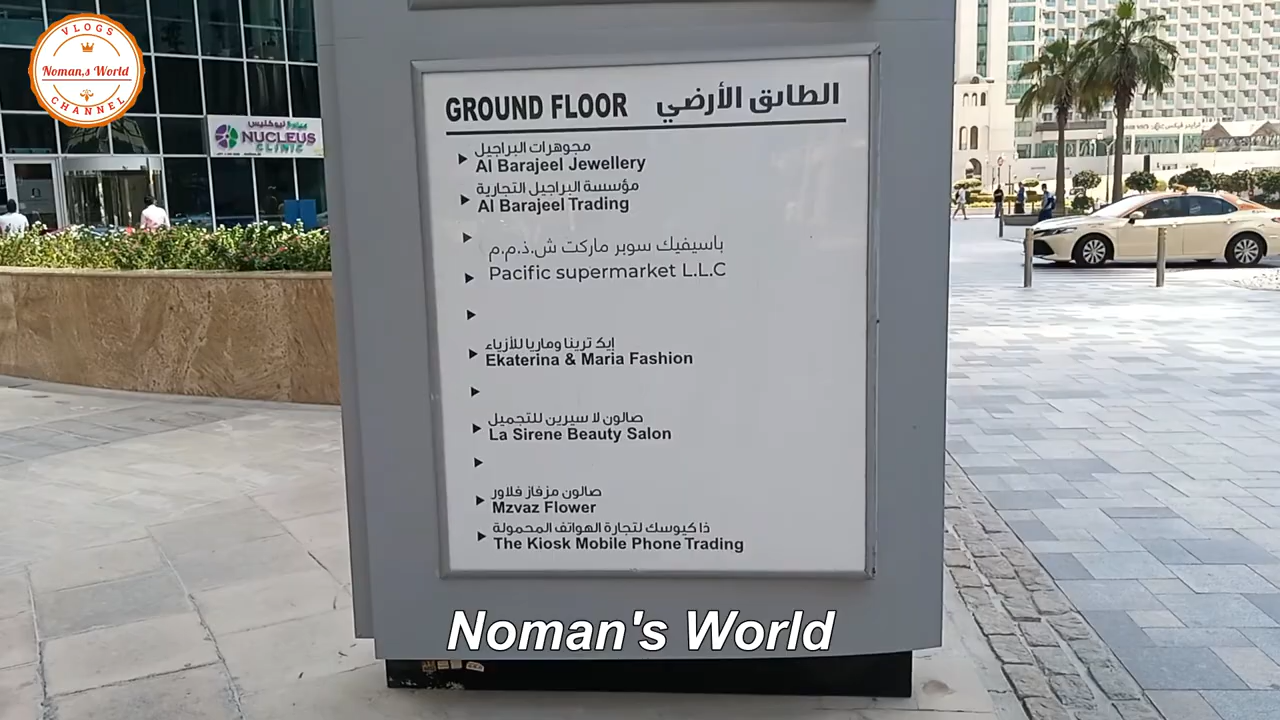 VLOGS
Noman,s World
CHANNEL
NUCLEUS
CLINIC
GROUND FLOOR الطابق الأرضي
مجوهرات البراجيل
Al Barajeel Jewellery
مؤسسة البراجيل التجارية
Al Barajeel Trading
باسيفيك سوبر ماركت ش.ذ.م.م
Pacific supermarket L.L.C
إيكاترينا وماريا للأزياء
Ekaterina & Maria Fashion
صالون لا سيرين للتجميل
La Sirene Beauty Salon
صالون مزفاز فلاور
Mzvaz Flower
ذا كيوسك لتجارة الهواتف المحمولة
The Kiosk Mobile Phone Trading
Noman's World